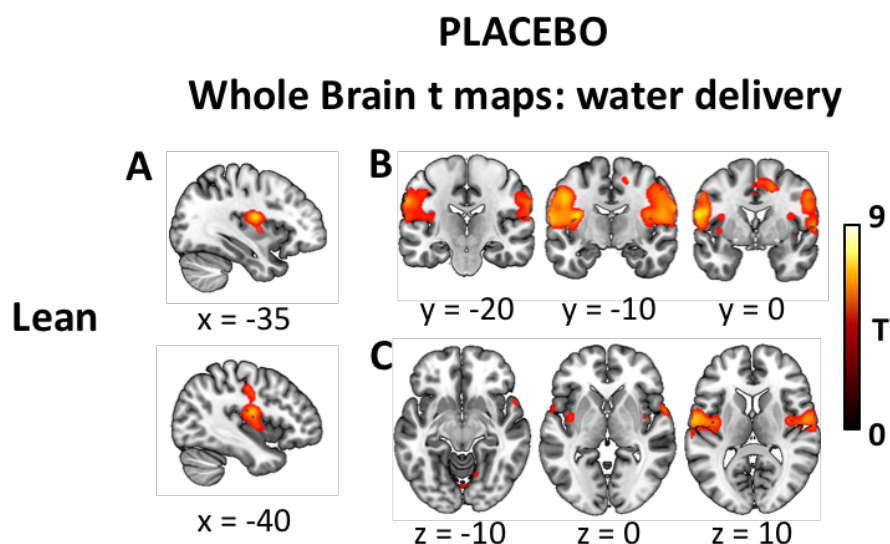 PLACEBO
Whole Brain t maps: water delivery
A
B
9
x = -35
y = -20
y = -10
y = 0
Lean
T
C
0
x = -40
z = -10
z = 0
z = 10